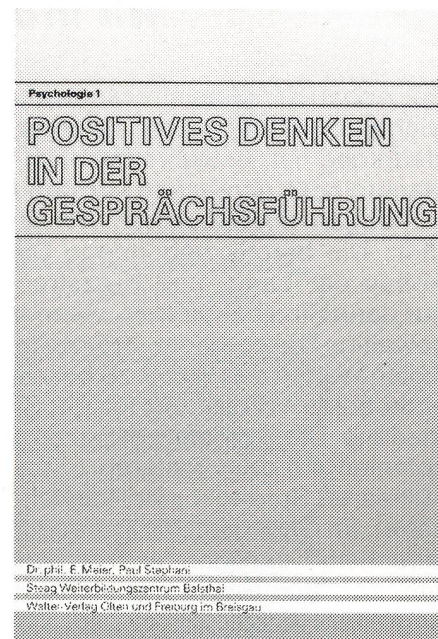 Psychologie 1
POSITIVES DENKEN
IN DER
GESPRÄCHSFÜHRUNG
Dr. phil. E. Meier, Paul Stephani
Steag Weiterbildungszentrum Balsthal
Walter-Verlag Olten und Freiburg im Breisgau